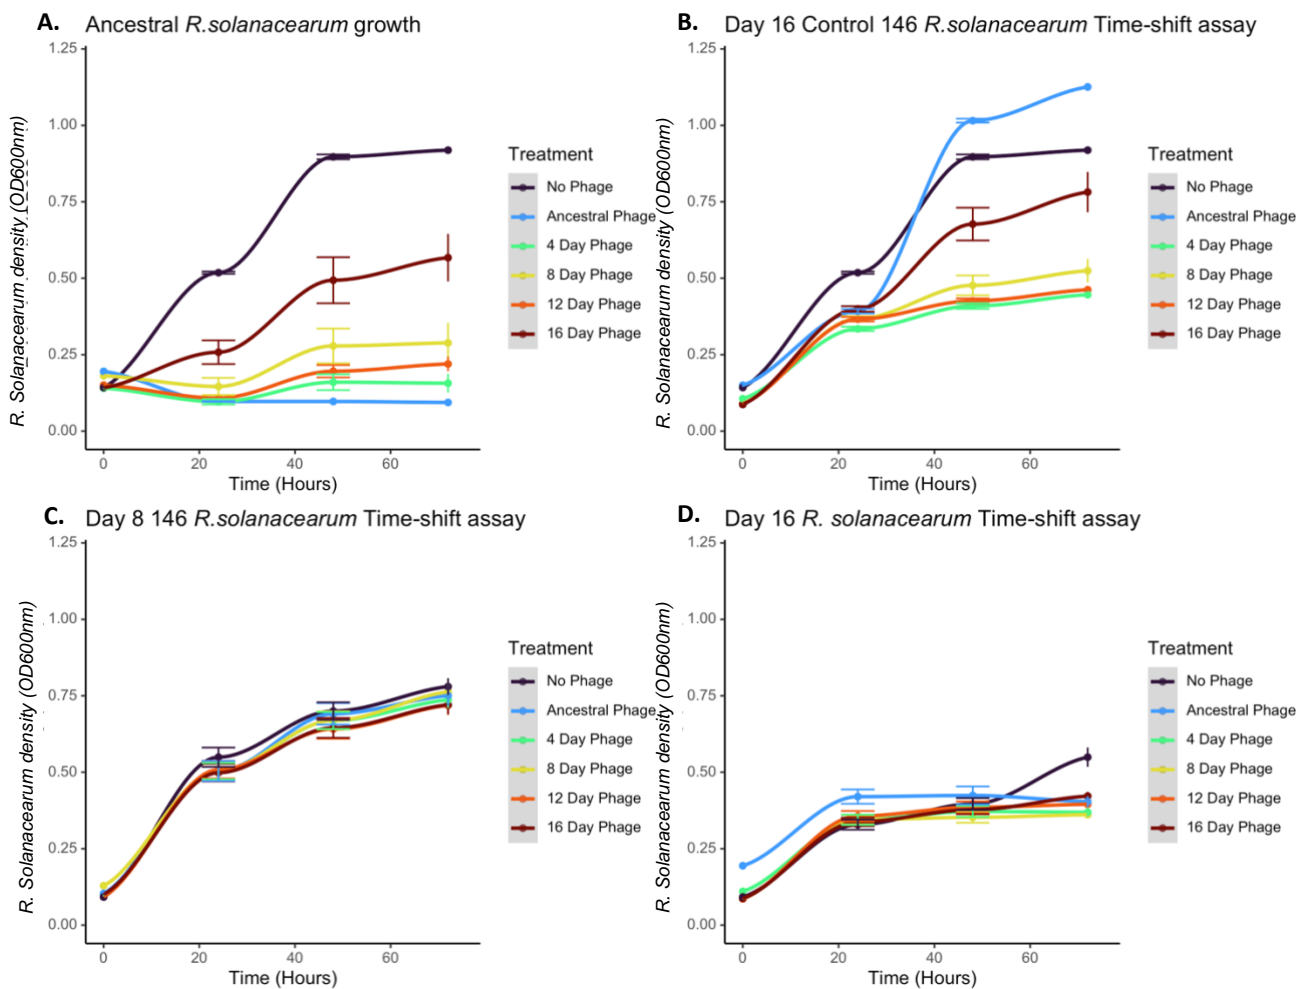 A. Ancestral R.solanacearum growth
R. Solanacearum density (OD600nm)
1.25
1.00
0.75
0.50
0.25
0.00
0 20 40 60
Time (Hours)
Treatment
No Phage
Ancestral Phage
4 Day Phage
8 Day Phage
12 Day Phage
16 Day Phage
B. Day 16 Control 146 R.solanacearum Time-shift assay
R. Solanacearum density (OD600nm)
1.25
1.00
0.75
0.50
0.25
0.00
0 20 40 60
Time (Hours)
Treatment
No Phage
Ancestral Phage
4 Day Phage
8 Day Phage
12 Day Phage
16 Day Phage
C. Day 8 146 R.solanacearum Time-shift assay
R. Solanacearum density (OD600nm)
1.25
1.00
0.75
0.50
0.25
0.00
0 20 40 60
Time (Hours)
Treatment
No Phage
Ancestral Phage
4 Day Phage
8 Day Phage
12 Day Phage
16 Day Phage
D. Day 16 R. solanacearum Time-shift assay
R. Solanacearum density (OD600nm)
1.25
1.00
0.75
0.50
0.25
0.00
0 20 40 60
Time (Hours)
Treatment
No Phage
Ancestral Phage
4 Day Phage
8 Day Phage
12 Day Phage
16 Day Phage